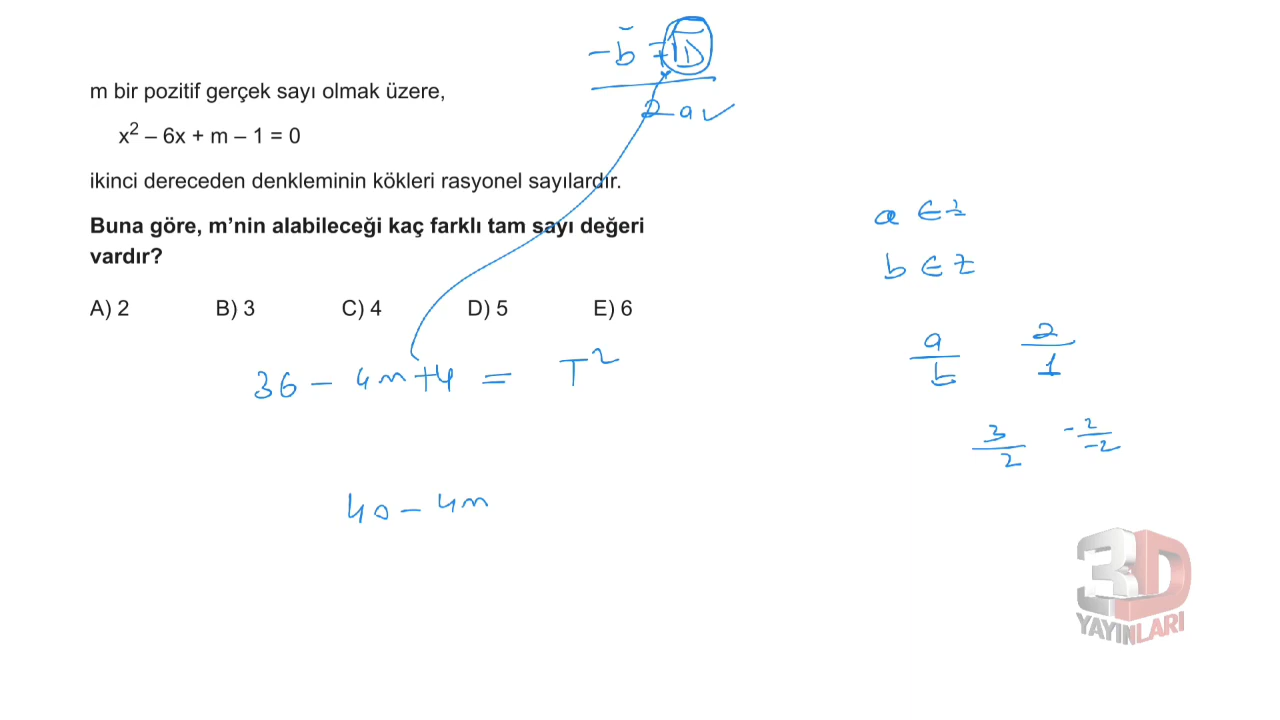 -b ∓ √D
2a ✓
m bir pozitif gerçek sayı olmak üzere,
x² – 6x + m – 1 = 0
ikinci dereceden denkleminin kökleri rasyonel sayılardır.
Buna göre, m’nin alabileceği kaç farklı tam sayı değeri
vardır?
A) 2 B) 3 C) 4 D) 5 E) 6
36 - 4m + 4 = T²
40 - 4m
a ∈ z
b ∈ z
a/b 2/1
3/2 -2/-2
3D
YAYINLARI